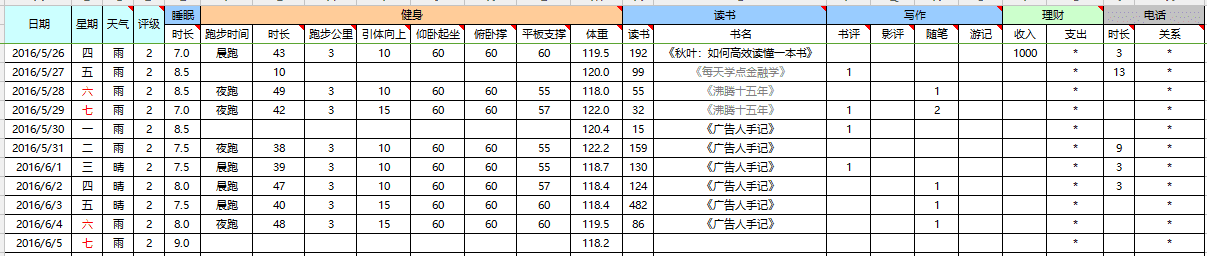 日期 星期 天气 评级 睡眠 健身 读书 写作 理财 电话
时长 跑步时间 时长 跑步公里 引体向上 仰卧起坐 俯卧撑 平板支撑 体重 读书 书名 书评 影评 随笔 游记 收入 支出 时长 关系
2016/5/26 四 雨 2 7.0 晨跑 43 3 10 60 60 60 119.5 192 《秋叶：如何高效读懂一本书》 1000 * 3 *
2016/5/27 五 雨 2 8.5 10 120.0 99 《每天学点金融学》 1 * 13 *
2016/5/28 六 雨 2 8.5 夜跑 49 3 10 60 60 55 118.0 55 《沸腾十五年》 1 * *
2016/5/29 七 雨 2 7.0 夜跑 42 3 15 60 60 57 122.0 32 《沸腾十五年》 1 2 * *
2016/5/30 一 雨 2 8.5 120.4 15 《广告人手记》 1 * *
2016/5/31 二 雨 2 7.5 夜跑 38 3 10 60 60 55 122.2 159 《广告人手记》 * 9 *
2016/6/1 三 晴 2 7.5 晨跑 39 3 10 60 60 55 118.7 130 《广告人手记》 1 * 3 *
2016/6/2 四 晴 2 8.0 晨跑 47 3 10 60 60 57 118.4 124 《广告人手记》 1 * 3 *
2016/6/3 五 晴 2 7.5 晨跑 40 3 15 60 60 55 118.4 482 《广告人手记》 1 * *
2016/6/4 六 雨 2 8.0 夜跑 48 3 15 60 60 60 119.5 86 《广告人手记》 1 * *
2016/6/5 七 雨 2 9.0 118.2 * *